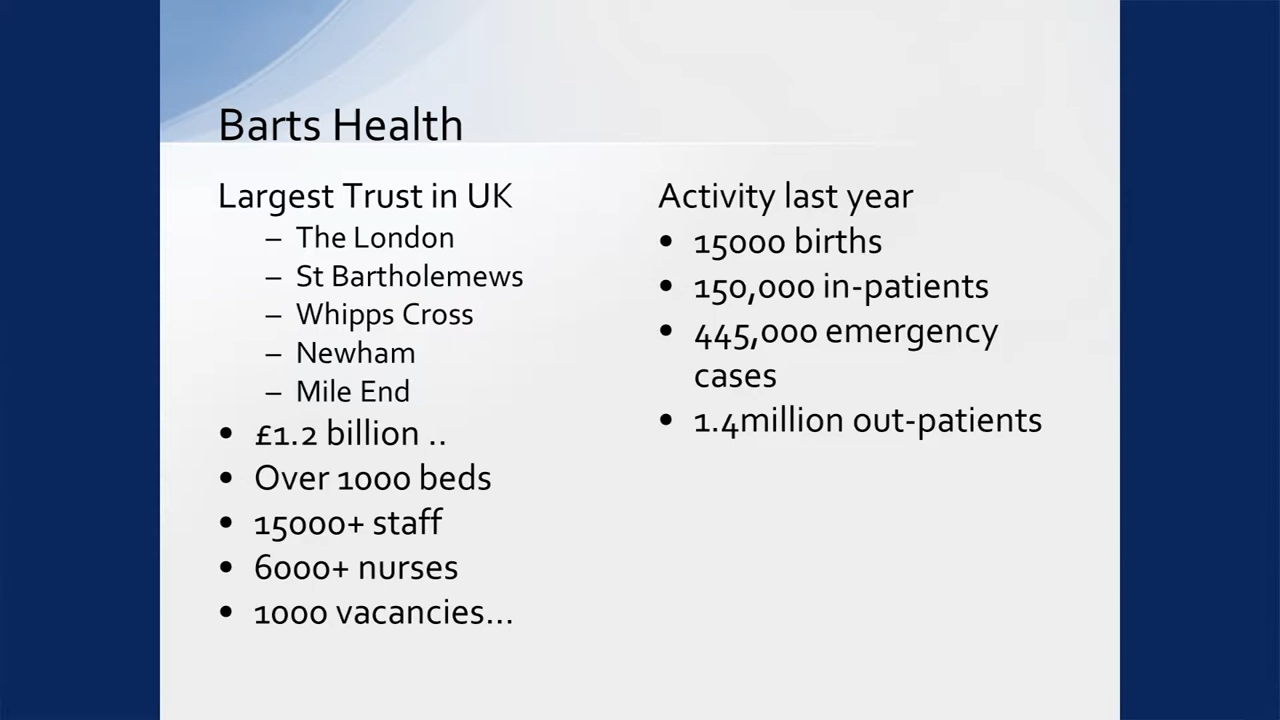 Barts Health
Largest Trust in UK
– The London
– St Bartholemews
– Whipps Cross
– Newham
– Mile End
• £1.2 billion ..
• Over 1000 beds
• 15000+ staff
• 6000+ nurses
• 1000 vacancies...
Activity last year
• 15000 births
• 150,000 in-patients
• 445,000 emergency
cases
• 1.4million out-patients